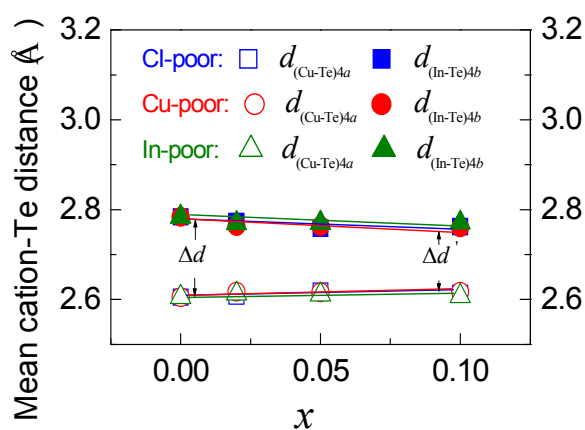 Mean cation-Te distance (Å)
3.2 3.2
3.0 3.0
2.8 2.8
2.6 2.6
CI-poor: □ d(Cu-Te)4a ■ d(In-Te)4b
Cu-poor: ○ d(Cu-Te)4a ● d(In-Te)4b
In-poor: △ d(Cu-Te)4a ▲ d(In-Te)4b
Δd Δd'
0.00 0.05 0.10
x